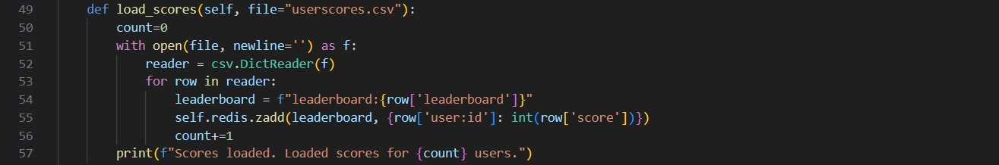 49 def load_scores(self, file="userscores.csv"):
50 count=0
51 with open(file, newline='') as f:
52 reader = csv.DictReader(f)
53 for row in reader:
54 leaderboard = f"leaderboard:{row['leaderboard']}"
55 self.redis.zadd(leaderboard, {row['user:id']: int(row['score'])})
56 count+=1
57 print(f"Scores loaded. Loaded scores for {count} users.")